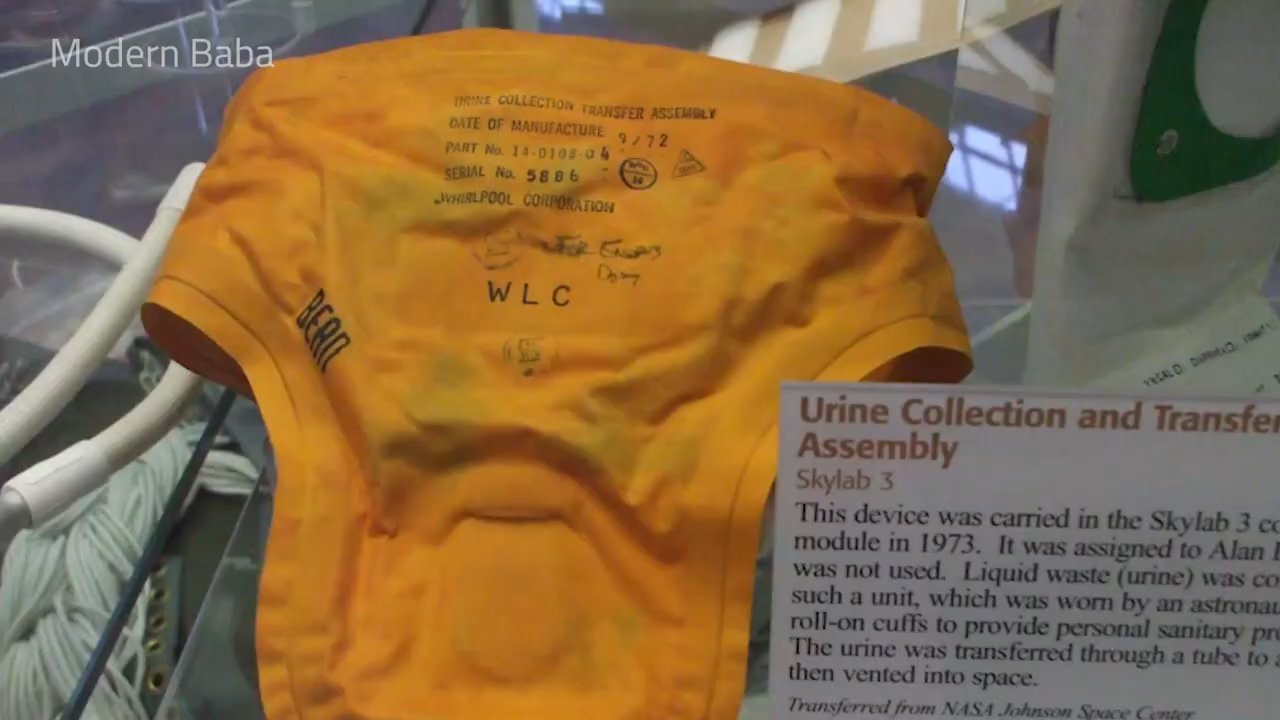 Modern Baba
URINE COLLECTION TRANSFER ASSEMBLY
DATE OF MANUFACTURE 9/72
PART No. 14-0108-04
SERIAL No. 5886
WHIRLPOOL CORPORATION
WLC
BEAN
Urine Collection and Transfer
Assembly
Skylab 3
This device was carried in the Skylab 3 co
module in 1973. It was assigned to Alan
was not used. Liquid waste (urine) was co
such a unit, which was worn by an astronau
roll-on cuffs to provide personal sanitary pr
The urine was transferred through a tube to a
then vented into space.
Transferred from NASA Johnson Space Center